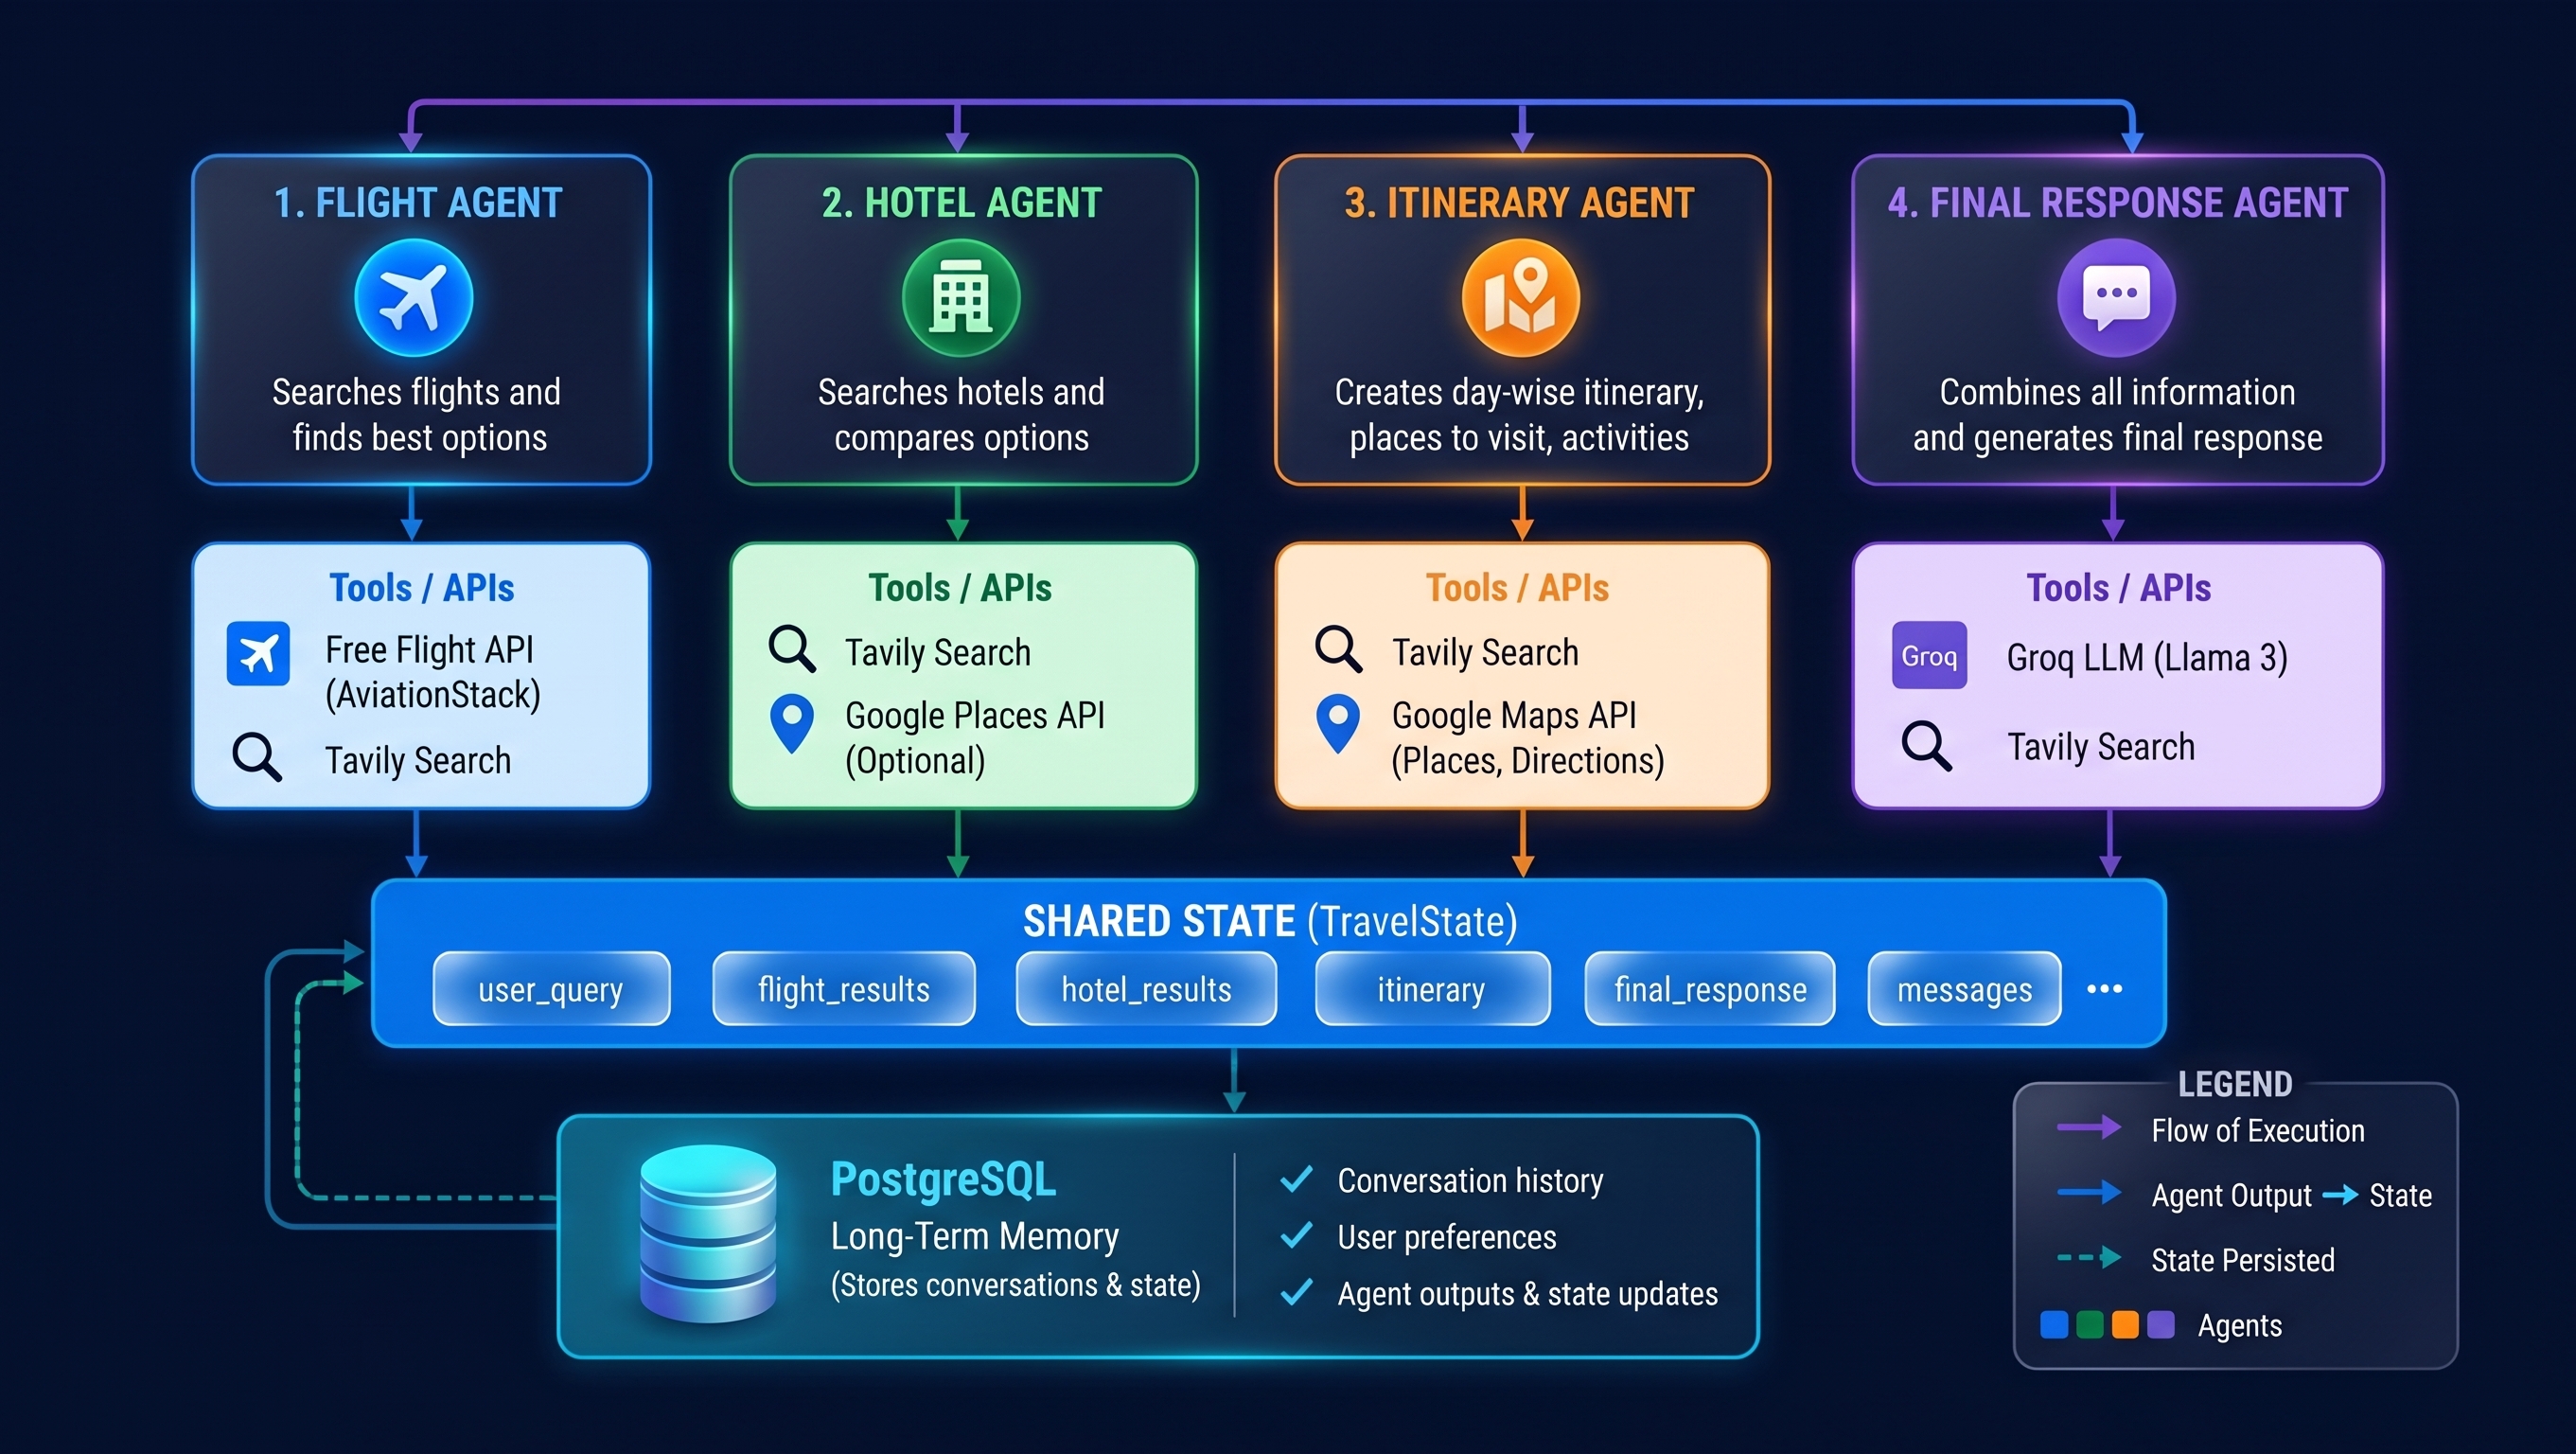 1. FLIGHT AGENT
Searches flights and
finds best options
2. HOTEL AGENT
Searches hotels and
compares options
3. ITINERARY AGENT
Creates day-wise itinerary,
places to visit, activities
4. FINAL RESPONSE AGENT
Combines all information
and generates final response
Tools / APIs
Free Flight API
(AviationStack)
Tavily Search
Tools / APIs
Tavily Search
Google Places API
(Optional)
Tools / APIs
Tavily Search
Google Maps API
(Places, Directions)
Tools / APIs
Groq
Groq LLM (Llama 3)
Tavily Search
SHARED STATE (TravelState)
user_query
flight_results
hotel_results
itinerary
final_response
messages
•••
PostgreSQL
Long-Term Memory
(Stores conversations & state)
Conversation history
User preferences
Agent outputs & state updates
LEGEND
Flow of Execution
Agent Output → State
State Persisted
Agents